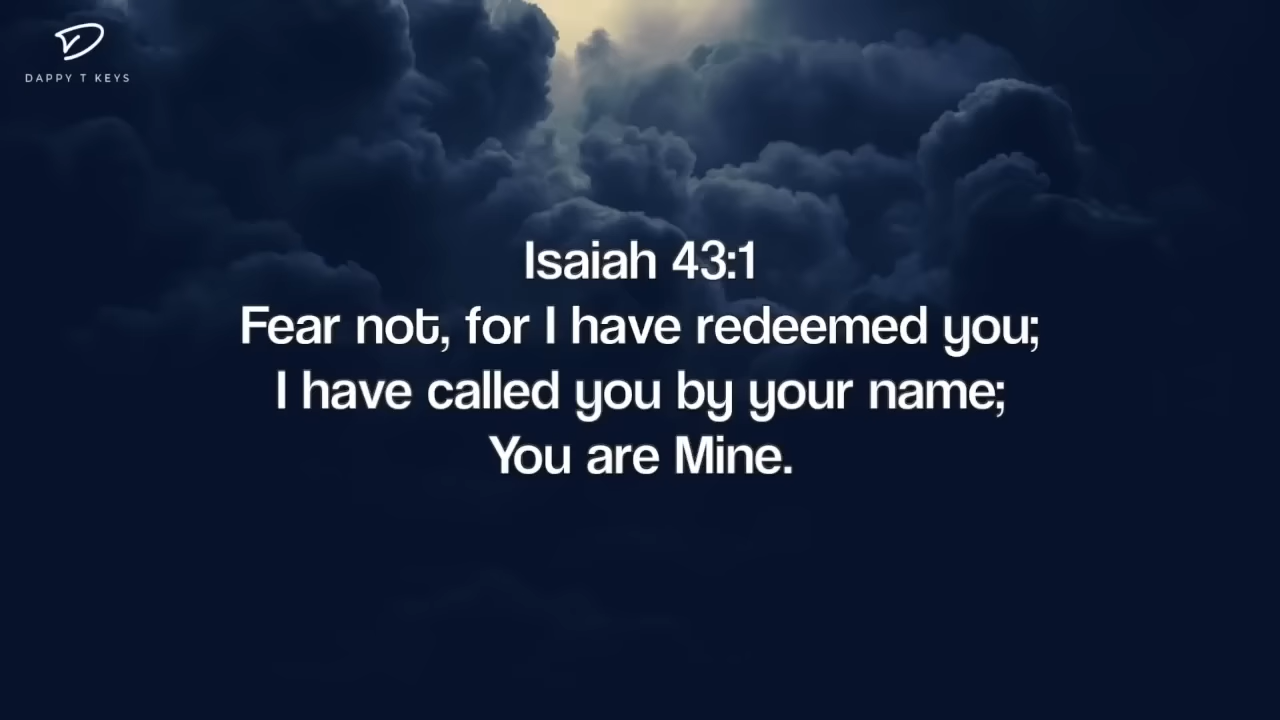 DAPPY T KEYS
Isaiah 43:1
Fear not, for I have redeemed you;
I have called you by your name;
You are Mine.